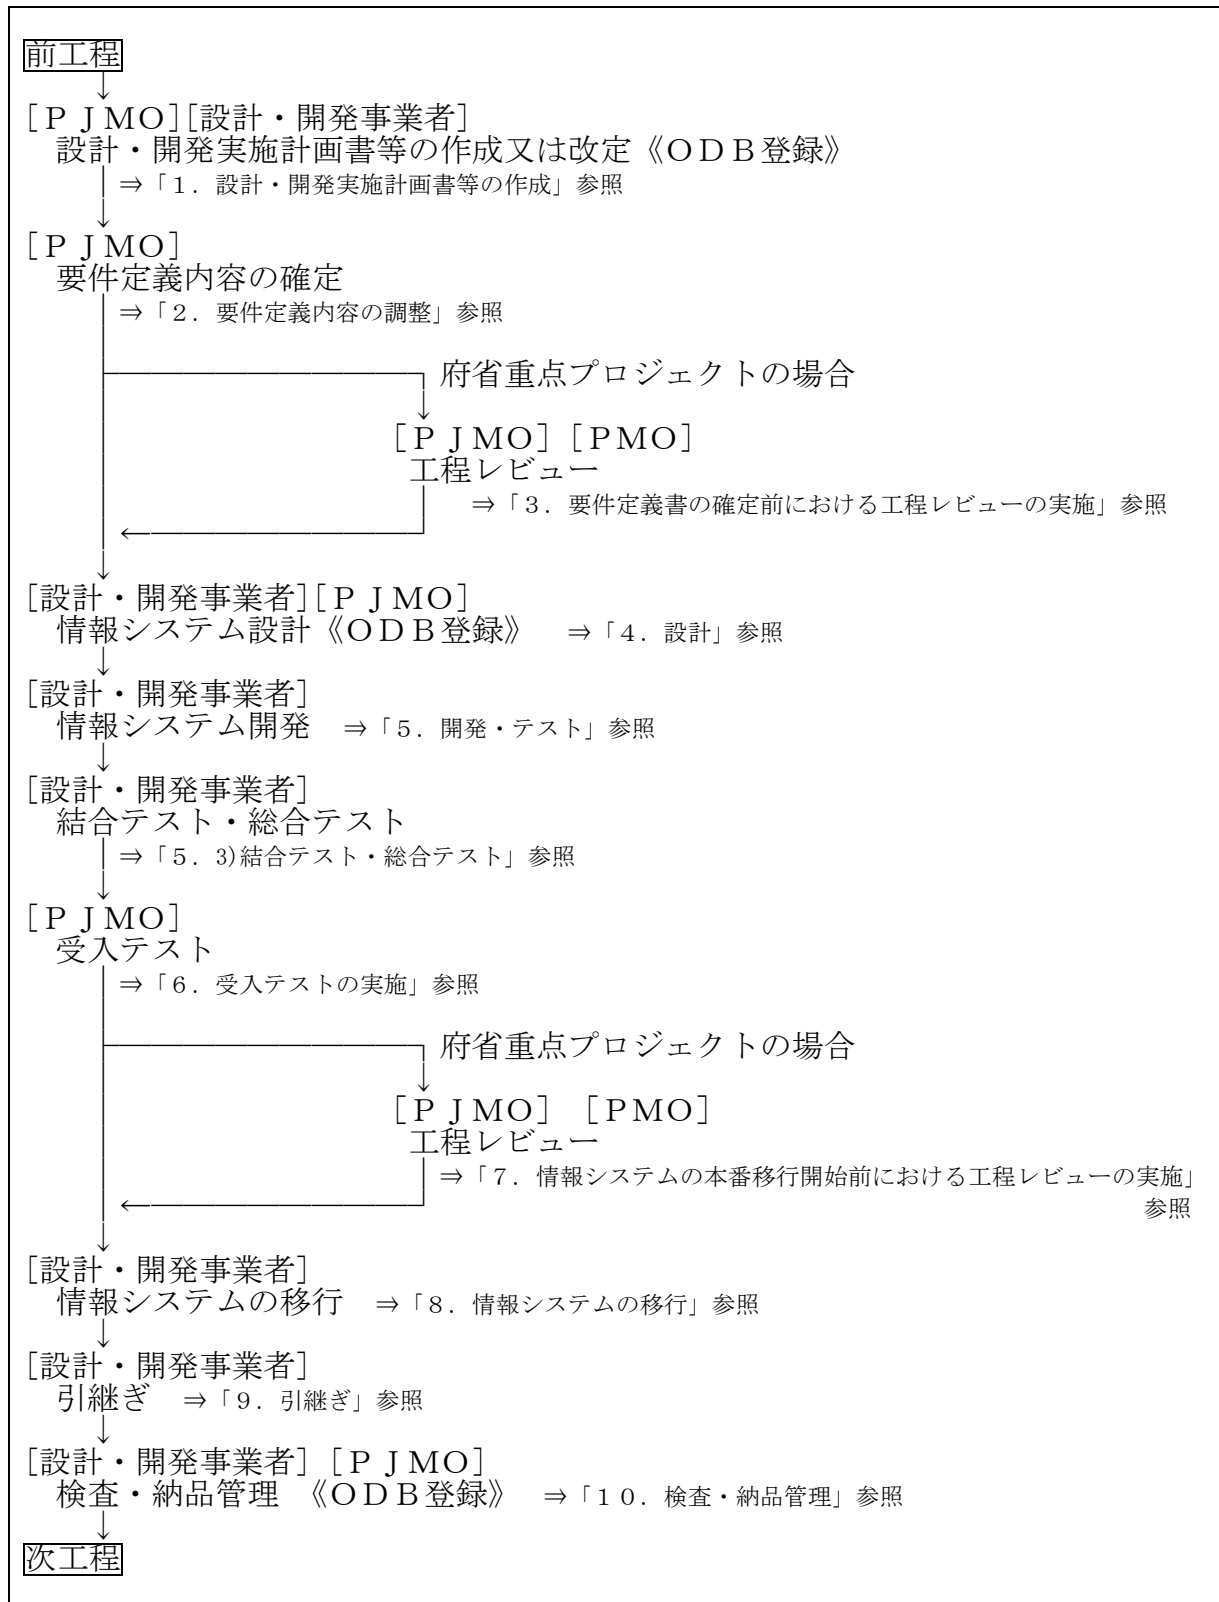 前工程
↓
[ＰＪＭＯ][設計・開発事業者]
設計・開発実施計画書等の作成又は改定《ＯＤＢ登録》
⇒「１．設計・開発実施計画書等の作成」参照
↓
[ＰＪＭＯ]
要件定義内容の確定
⇒「２．要件定義内容の調整」参照
府省重点プロジェクトの場合
↓
［ＰＪＭＯ］［ＰＭＯ］
工程レビュー
⇒「３．要件定義書の確定前における工程レビューの実施」参照
←
↓
[設計・開発事業者][ＰＪＭＯ]
情報システム設計《ＯＤＢ登録》　⇒「４．設計」参照
↓
[設計・開発事業者]
情報システム開発　⇒「５．開発・テスト」参照
↓
[設計・開発事業者]
結合テスト・総合テスト
⇒「５．3)結合テスト・総合テスト」参照
↓
[ＰＪＭＯ]
受入テスト
⇒「６．受入テストの実施」参照
府省重点プロジェクトの場合
↓
［ＰＪＭＯ］［ＰＭＯ］
工程レビュー
⇒「７．情報システムの本番移行開始前における工程レビューの実施」
参照
←
↓
[設計・開発事業者]
情報システムの移行　⇒「８．情報システムの移行」参照
↓
[設計・開発事業者]
引継ぎ　⇒「９．引継ぎ」参照
↓
[設計・開発事業者]［ＰＪＭＯ］
検査・納品管理　《ＯＤＢ登録》　⇒「１０．検査・納品管理」参照
↓
次工程